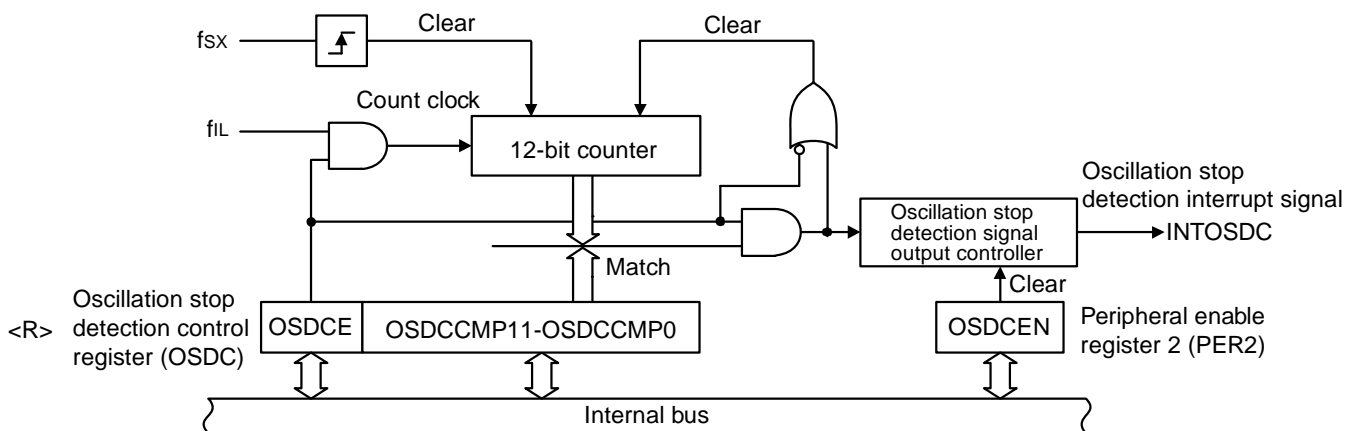 Clear
Clear
fSX
Count clock
fIL
12-bit counter
Oscillation stop
detection interrupt signal
Oscillation stop
detection signal
output controller
INTOSDC
Match
Clear
<R>
Oscillation stop
detection control
register (OSDC)
OSDCE
OSDCCMP11-OSDCCMP0
OSDCEN
Peripheral enable
register 2 (PER2)
Internal bus